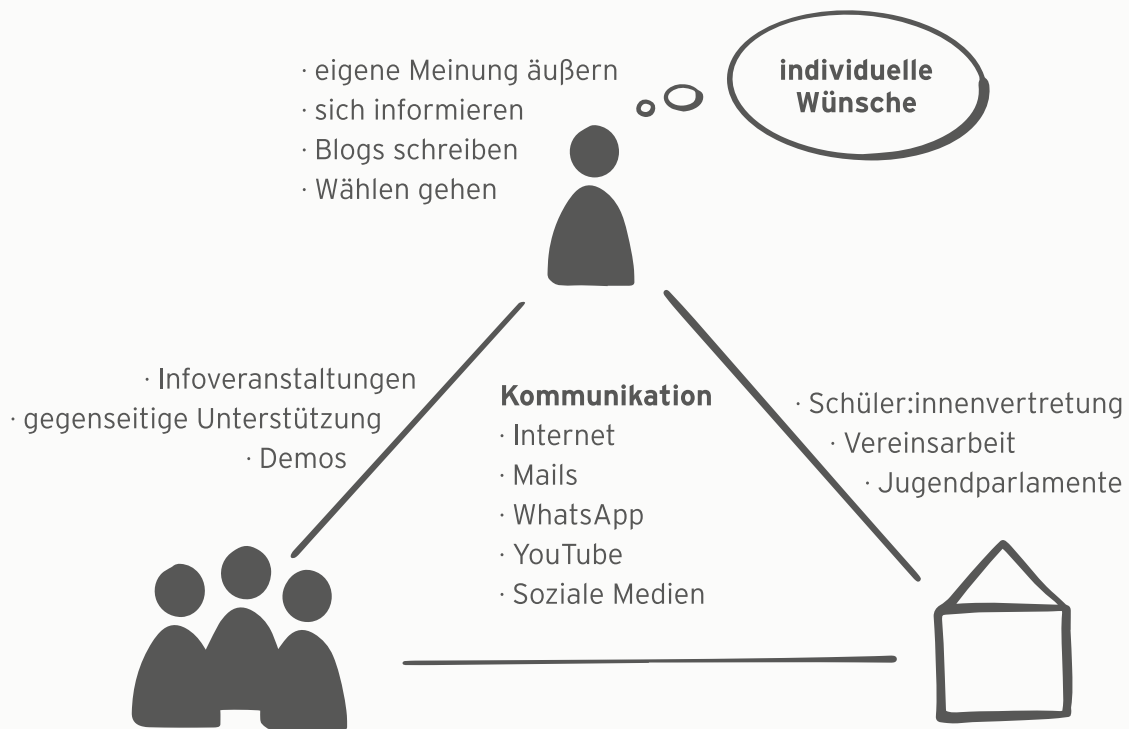 · eigene Meinung äußern
· sich informieren
· Blogs schreiben
· Wählen gehen
individuelle
Wünsche
· Infoveranstaltungen
· gegenseitige Unterstützung
· Demos
Kommunikation
· Internet
· Mails
· WhatsApp
· YouTube
· Soziale Medien
· Schüler:innenvertretung
· Vereinsarbeit
· Jugendparlamente